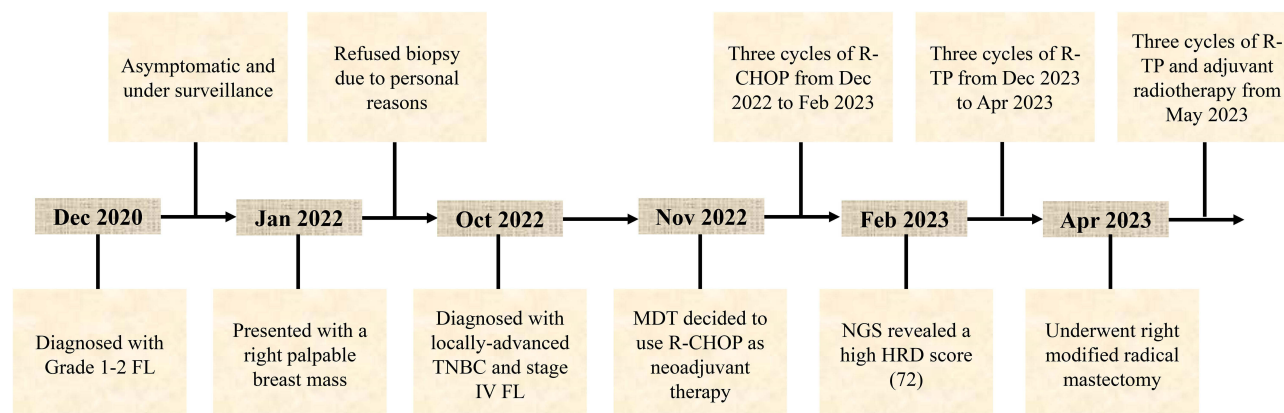 Asymptomatic and
under surveillance
Refused biopsy
due to personal
reasons
Three cycles of R-
CHOP from Dec
2022 to Feb 2023
Three cycles of R-
TP from Dec 2023
to Apr 2023
Three cycles of R-
TP and adjuvant
radiotherapy from
May 2023
Dec 2020
Jan 2022
Oct 2022
Nov 2022
Feb 2023
Apr 2023
Diagnosed with
Grade 1-2 FL
Presented with a
right palpable
breast mass
Diagnosed with
locally-advanced
TNBC and stage
IV FL
MDT decided to
use R-CHOP as
neoadjuvant
therapy
NGS revealed a
high HRD score
(72)
Underwent right
modified radical
mastectomy